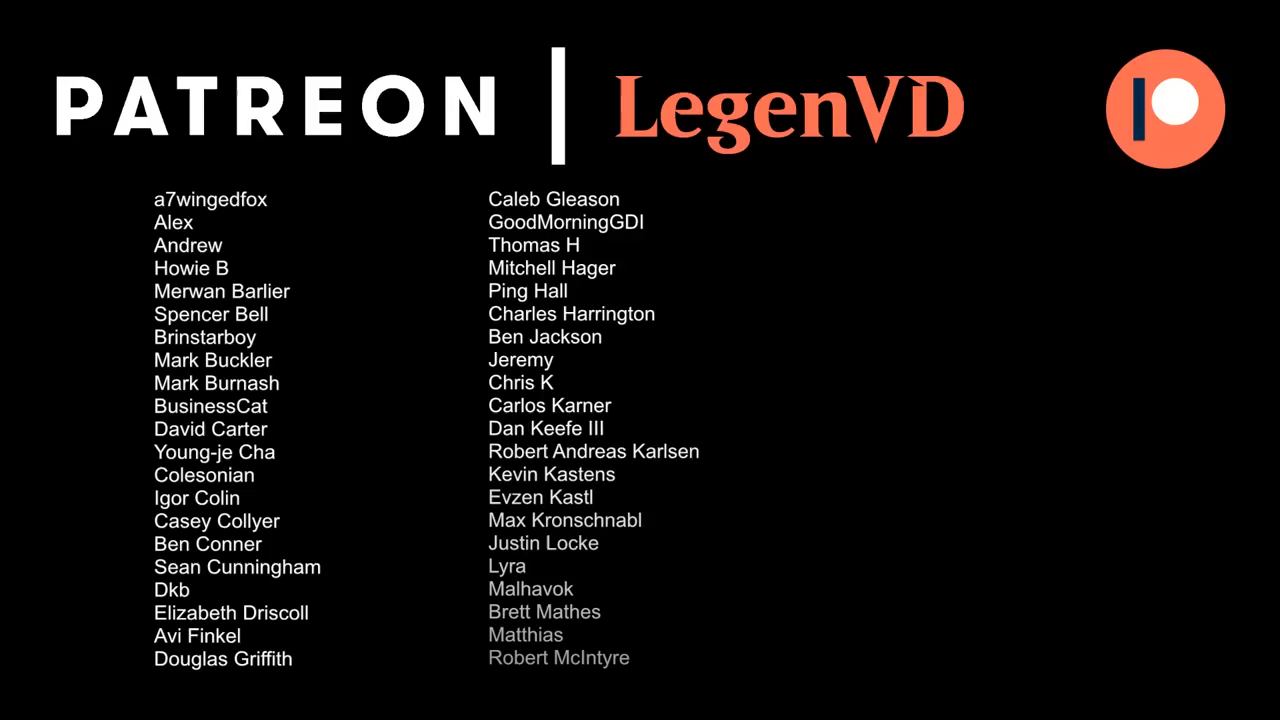 PATREON | LegenVD
a7wingedfox
Alex
Andrew
Howie B
Merwan Barlier
Spencer Bell
Brinstarboy
Mark Buckler
Mark Burnash
BusinessCat
David Carter
Young-je Cha
Colesonian
Igor Colin
Casey Collyer
Ben Conner
Sean Cunningham
Dkb
Elizabeth Driscoll
Avi Finkel
Douglas Griffith
Caleb Gleason
GoodMorningGDI
Thomas H
Mitchell Hager
Ping Hall
Charles Harrington
Ben Jackson
Jeremy
Chris K
Carlos Karner
Dan Keefe III
Robert Andreas Karlsen
Kevin Kastens
Evzen Kastl
Max Kronschnabl
Justin Locke
Lyra
Malhavok
Brett Mathes
Matthias
Robert McIntyre